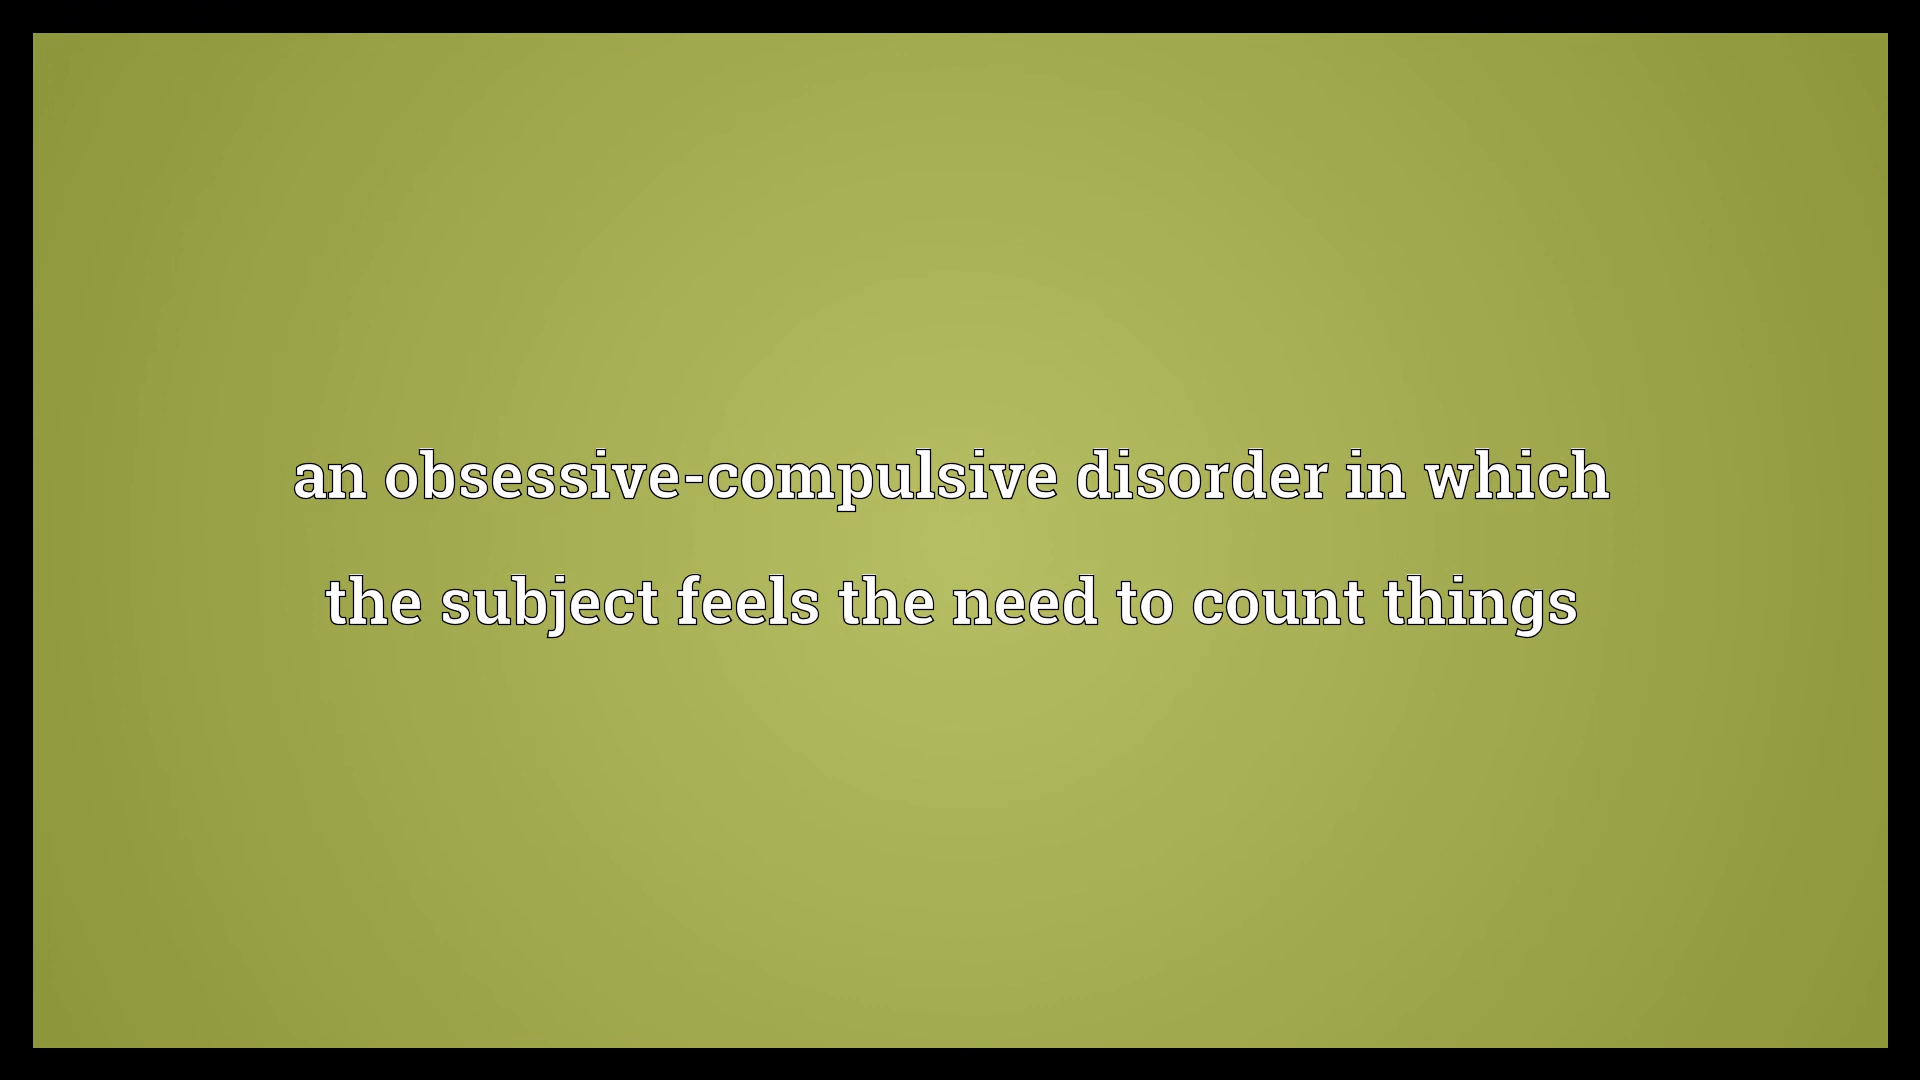 an obsessive-compulsive disorder in which
the subject feels the need to count things